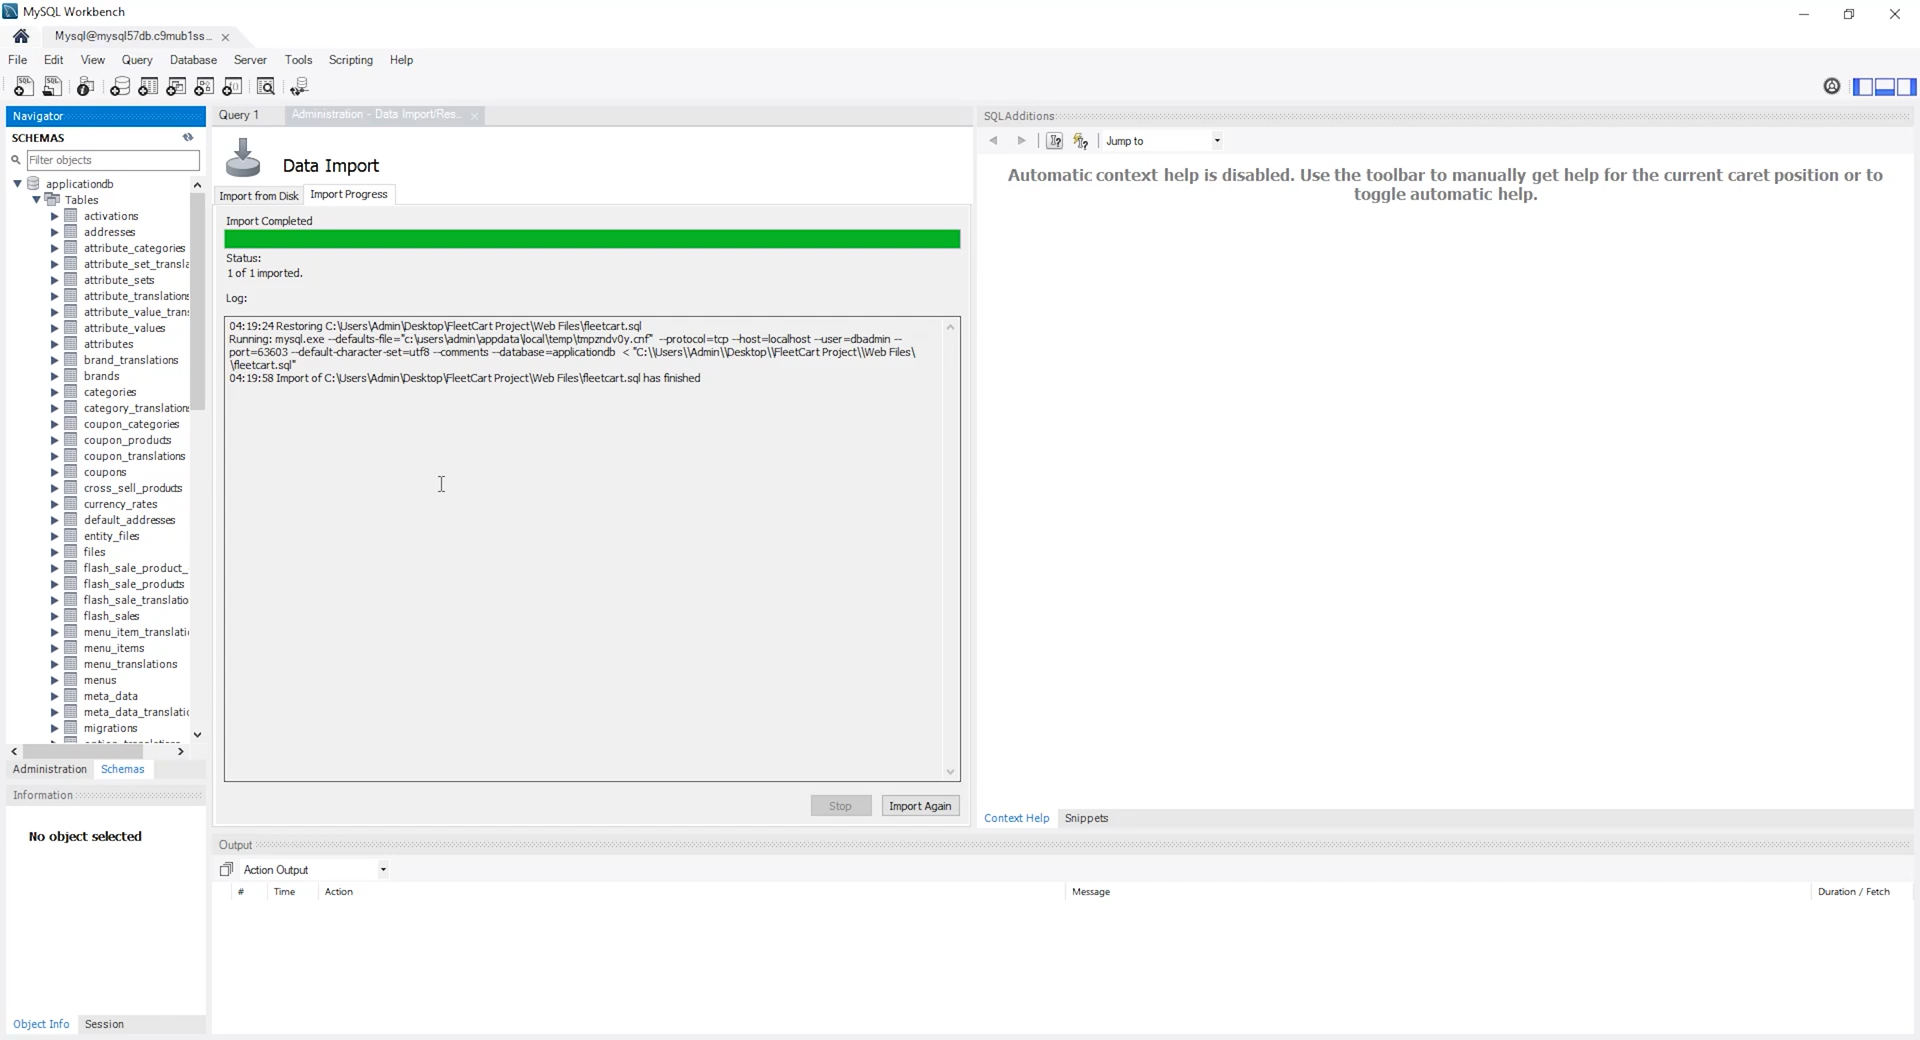 MySQL Workbench
Mysql@mysql57db.c9mub1ss...
File Edit View Query Database Server Tools Scripting Help
Navigator
SCHEMAS
Filter objects
applicationdb
Tables
activations
addresses
attribute_categories
attribute_set_transla
attribute_sets
attribute_translations
attribute_value_trans
attribute_values
attributes
brand_translations
brands
categories
category_translations
coupon_categories
coupon_products
coupon_translations
coupons
cross_sell_products
currency_rates
default_addresses
entity_files
files
flash_sale_product_
flash_sale_products
flash_sale_translatio
flash_sales
menu_item_translati
menu_items
menu_translations
menus
meta_data
meta_data_translatio
migrations
Administration Schemas
Information
No object selected
Object Info Session
Query 1
Administration - Data Import/Res...
Data Import
Import from Disk Import Progress
Import Completed
Status:
1 of 1 imported.
Log:
04:19:24 Restoring C:\Users\Admin\Desktop\FleetCart Project\Web Files\fleetcart.sql
Running: mysql.exe --defaults-file="c:\users\admin\appdata\local\temp\tmpzndv0y.cnf" --protocol=tcp --host=localhost --user=dbadmin --
port=63603 --default-character-set=utf8 --comments --database=applicationdb < "C:\\Users\\Admin\\Desktop\\FleetCart Project\\Web Files\
\fleetcart.sql"
04:19:58 Import of C:\Users\Admin\Desktop\FleetCart Project\Web Files\fleetcart.sql has finished
Stop Import Again
SQLAdditions
Jump to
Automatic context help is disabled. Use the toolbar to manually get help for the current caret position or to
toggle automatic help.
Context Help Snippets
Output
Action Output
# Time Action Message Duration / Fetch